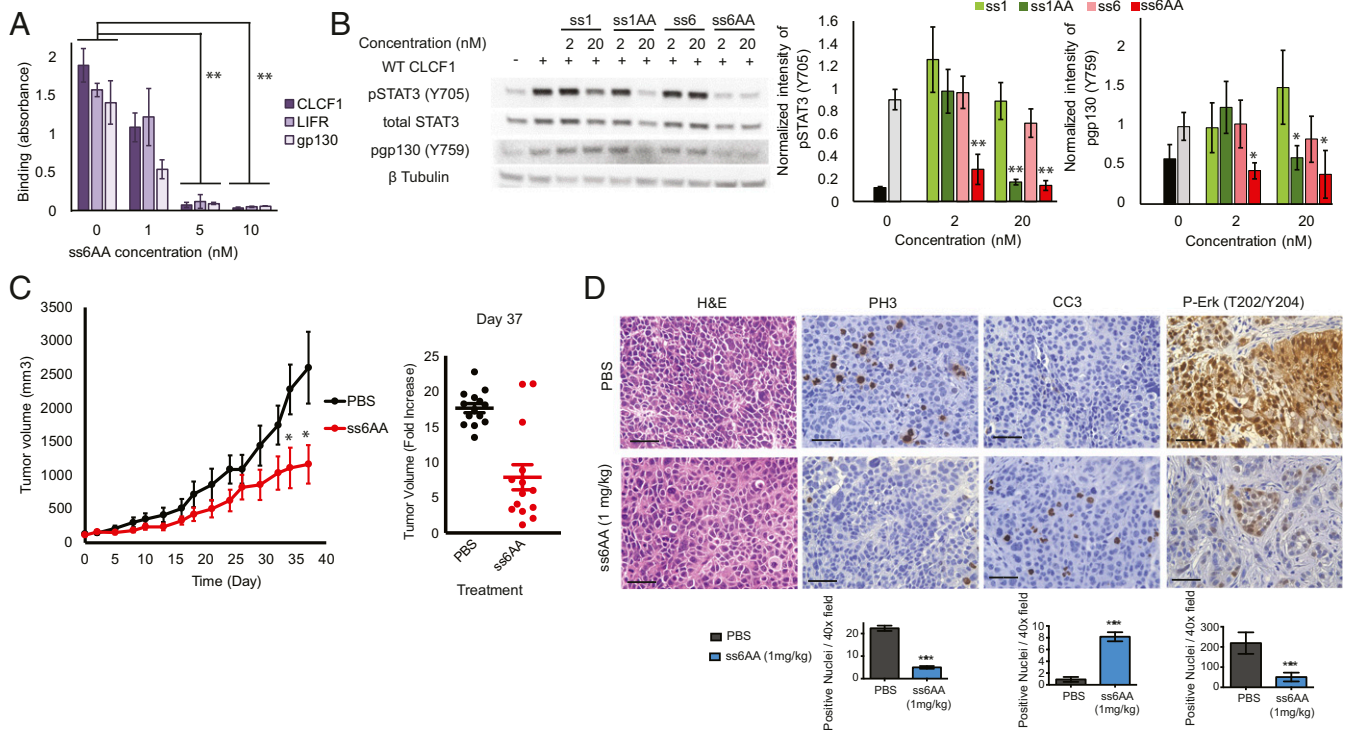 A
Binding (absorbance)
2
1.5
1
0.5
0
**
**
CLCF1
LIFR
gp130
0 1 5 10
ss6AA concentration (nM)
B
ss1 ss1AA ss6 ss6AA
Concentration (nM) 2 20 2 20 2 20 2 20
WT CLCF1 - + + + + + + + + +
pSTAT3 (Y705)
total STAT3
pgp130 (Y759)
β Tubulin
ss1 ss1AA ss6 ss6AA
Normalized intensity of
pSTAT3 (Y705)
1.6
1.4
1.2
1
0.8
0.6
0.4
0.2
0
**
** **
0 2 20
Concentration (nM)
Normalized intensity of
pgp130 (Y759)
2
1.5
1
0.5
0
*
* *
0 2 20
Concentration (nM)
C
Tumor volume (mm3)
3500
3000
2500
2000
1500
1000
500
0
* *
PBS
ss6AA
0 5 10 15 20 25 30 35 40
Time (Day)
Day 37
Tumor Volume (Fold Increase)
25
20
15
10
5
0
PBS ss6AA
Treatment
D
H&E PH3 CC3 P-Erk (T202/Y204)
PBS
ss6AA (1 mg/kg)
PBS
ss6AA (1mg/kg)
Positive Nuclei / 40x field
20
10
0
***
PBS ss6AA
(1mg/kg)
Positive Nuclei / 40x field
10
8
6
4
2
0
***
PBS ss6AA
(1mg/kg)
Positive Nuclei / 40x field
300
200
100
0
***
PBS ss6AA
(1mg/kg)